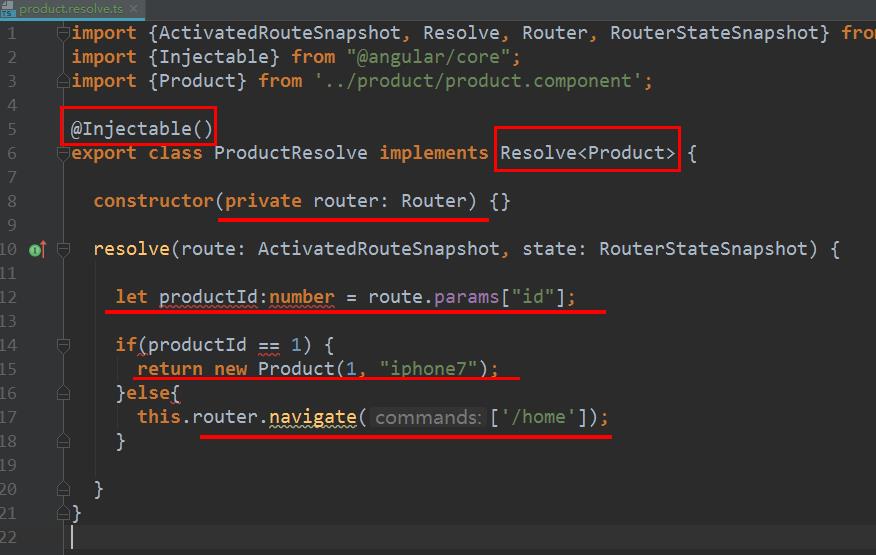 product.resolve.ts
1 import {ActivatedRouteSnapshot, Resolve, Router, RouterStateSnapshot} from
2 import {Injectable} from "@angular/core";
3 import {Product} from '../product/product.component';
4
5 @Injectable()
6 export class ProductResolve implements Resolve<Product> {
7
8 constructor(private router: Router) {}
9
10 resolve(route: ActivatedRouteSnapshot, state: RouterStateSnapshot) {
11
12 let productId:number = route.params["id"];
13
14 if(productId == 1) {
15 return new Product(1, "iphone7");
16 }else{
17 this.router.navigate( commands: ['/home']);
18 }
19
20 }
21 }
22